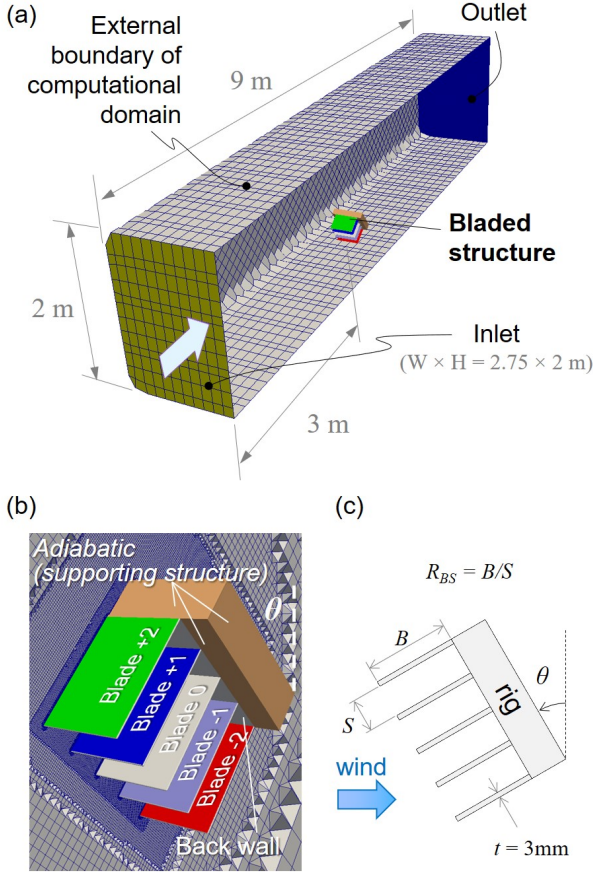 (a)
External
boundary of
computational
domain
Outlet
9 m
Bladed
structure
2 m
Inlet
(W × H = 2.75 × 2 m)
3 m
(b)
Adiabatic
(supporting structure)
θ
Blade +2
Blade +1
Blade 0
Blade -1
Blade -2
Back wall
(c)
R_BS = B/S
B
S
rig
θ
wind
t = 3mm